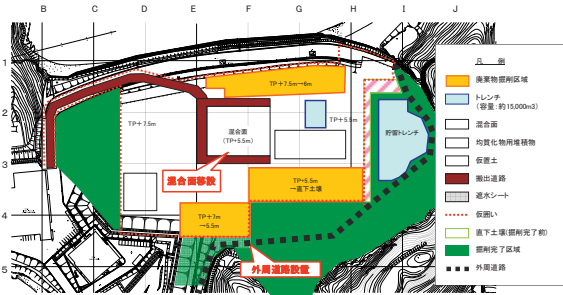 B C D E F G H I J
1
2
3
4
5
TP+7.5m→6m
TP+7.5m
混合面
(TP+5.5m)
TP+5.5m
貯留トレンチ
混合面移設
TP+5.5m
→直下土壌
TP+7m
→5.5m
外周道路設置
凡 例
廃棄物掘削区域
トレンチ
(容量:約15,000m3)
混合面
均質化物用堆積物
仮置土
搬出道路
遮水シート
仮囲い
直下土壌(掘削完了前)
掘削完了区域
外周道路